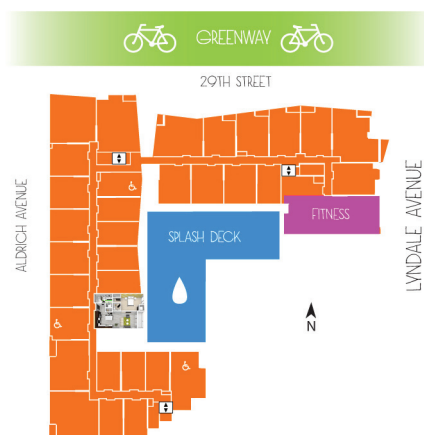 GREENWAY
29TH STREET
ALDRICH AVENUE
LYNDALE AVENUE
FITNESS
SPLASH DECK
N